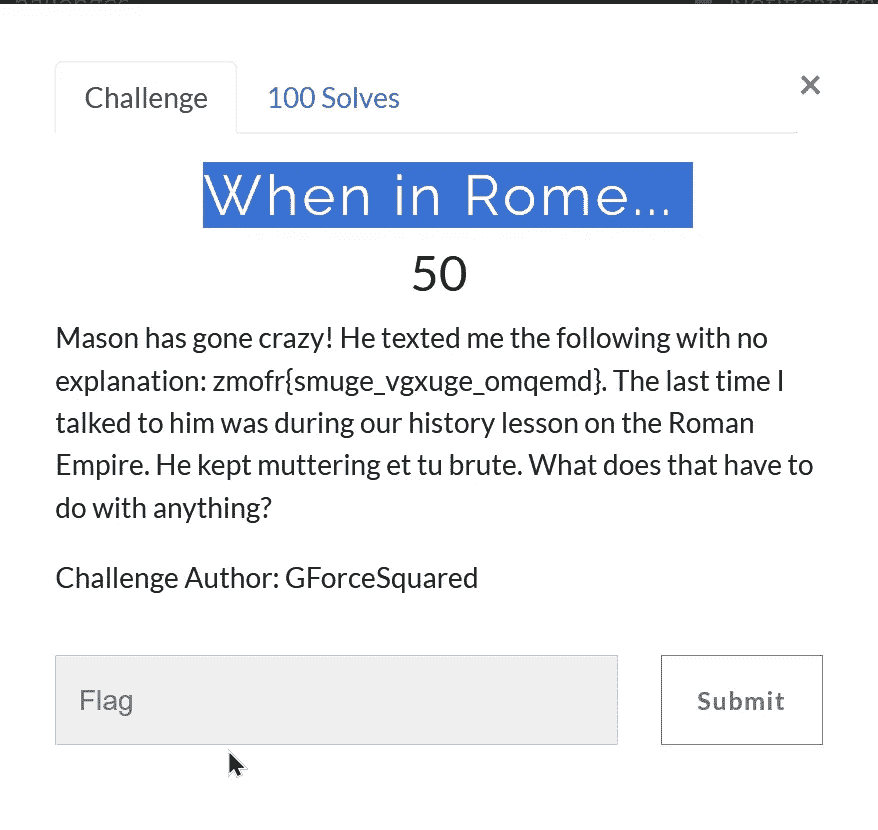 Challenge
100 Solves
×
When in Rome...
50
Mason has gone crazy! He texted me the following with no
explanation: zmofr{smuge_vgxuge_omqemd}. The last time I
talked to him was during our history lesson on the Roman
Empire. He kept muttering et tu brute. What does that have to
do with anything?
Challenge Author: GForceSquared
Flag
Submit